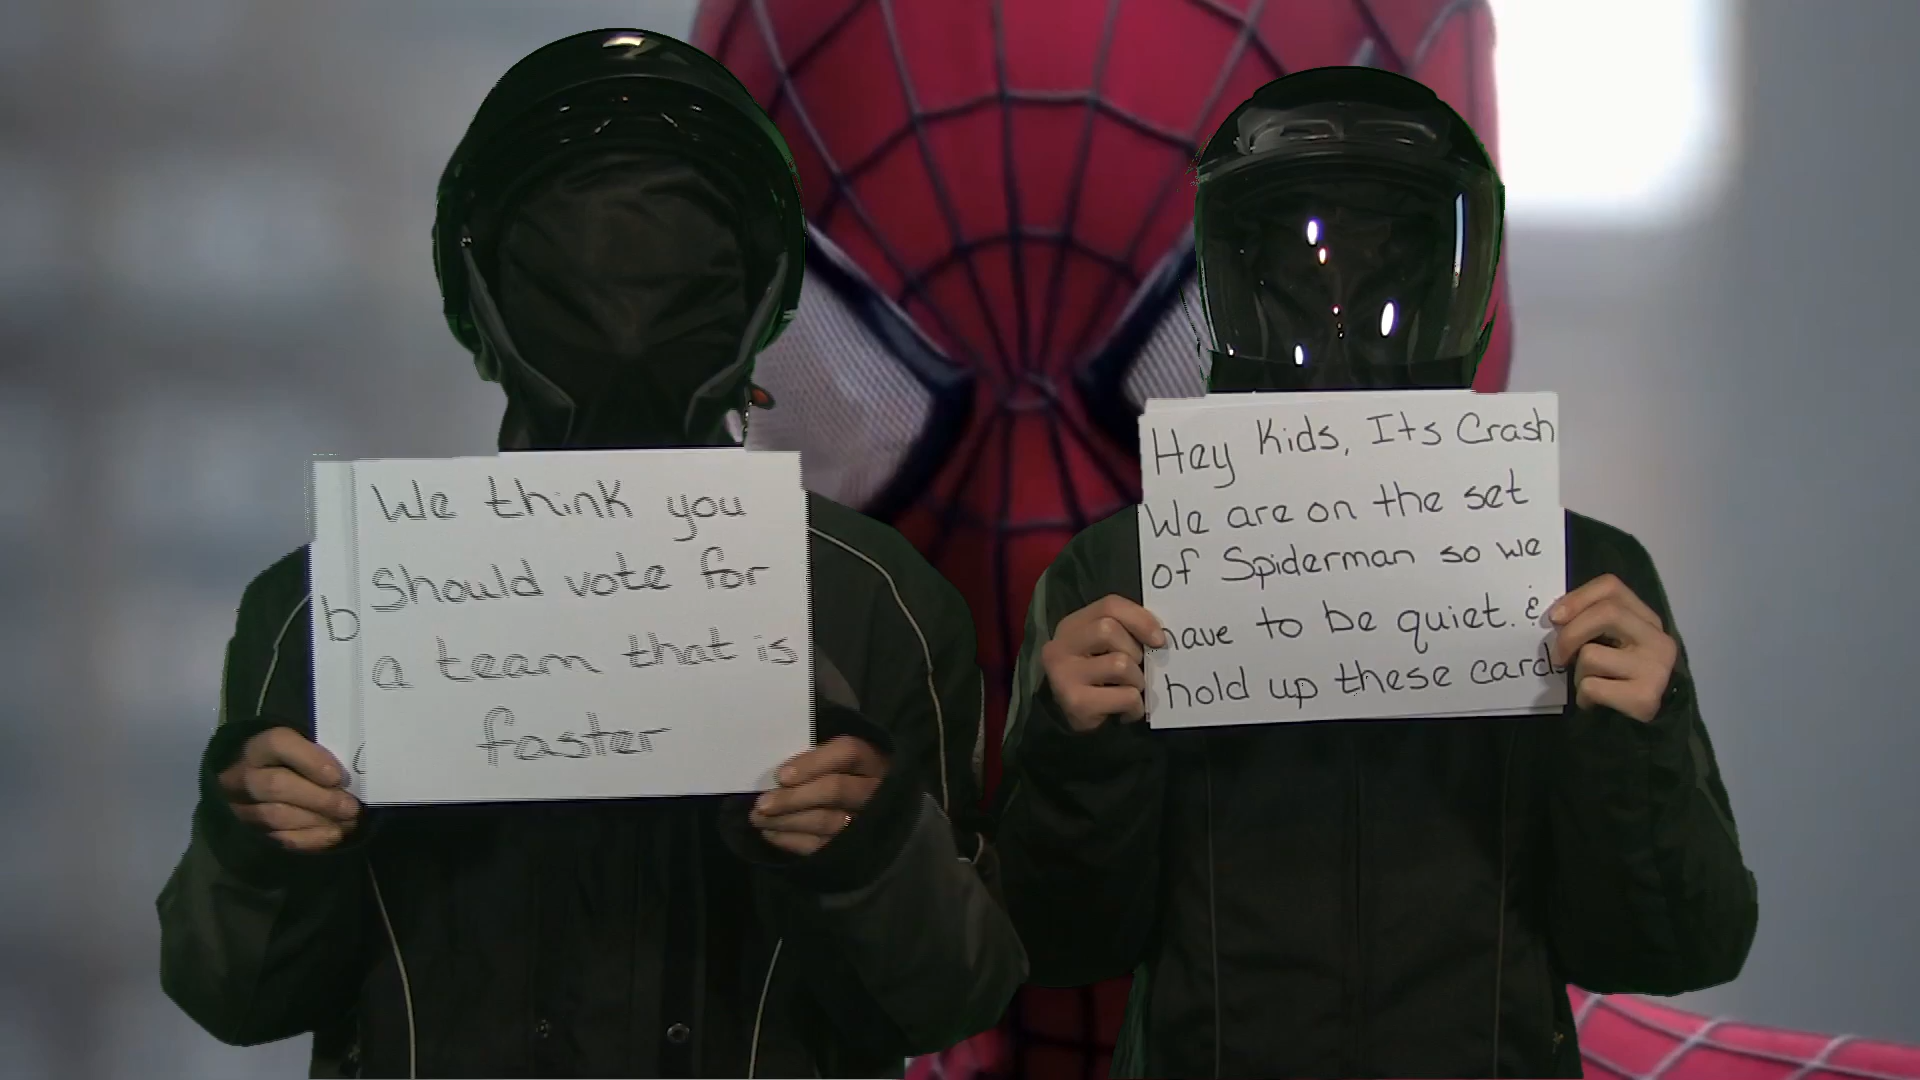 We think you
should vote for
a team that is
faster
b
Hey Kids, Its Crash
We are on the set
of Spiderman so we
have to be quiet. &
hold up these cards